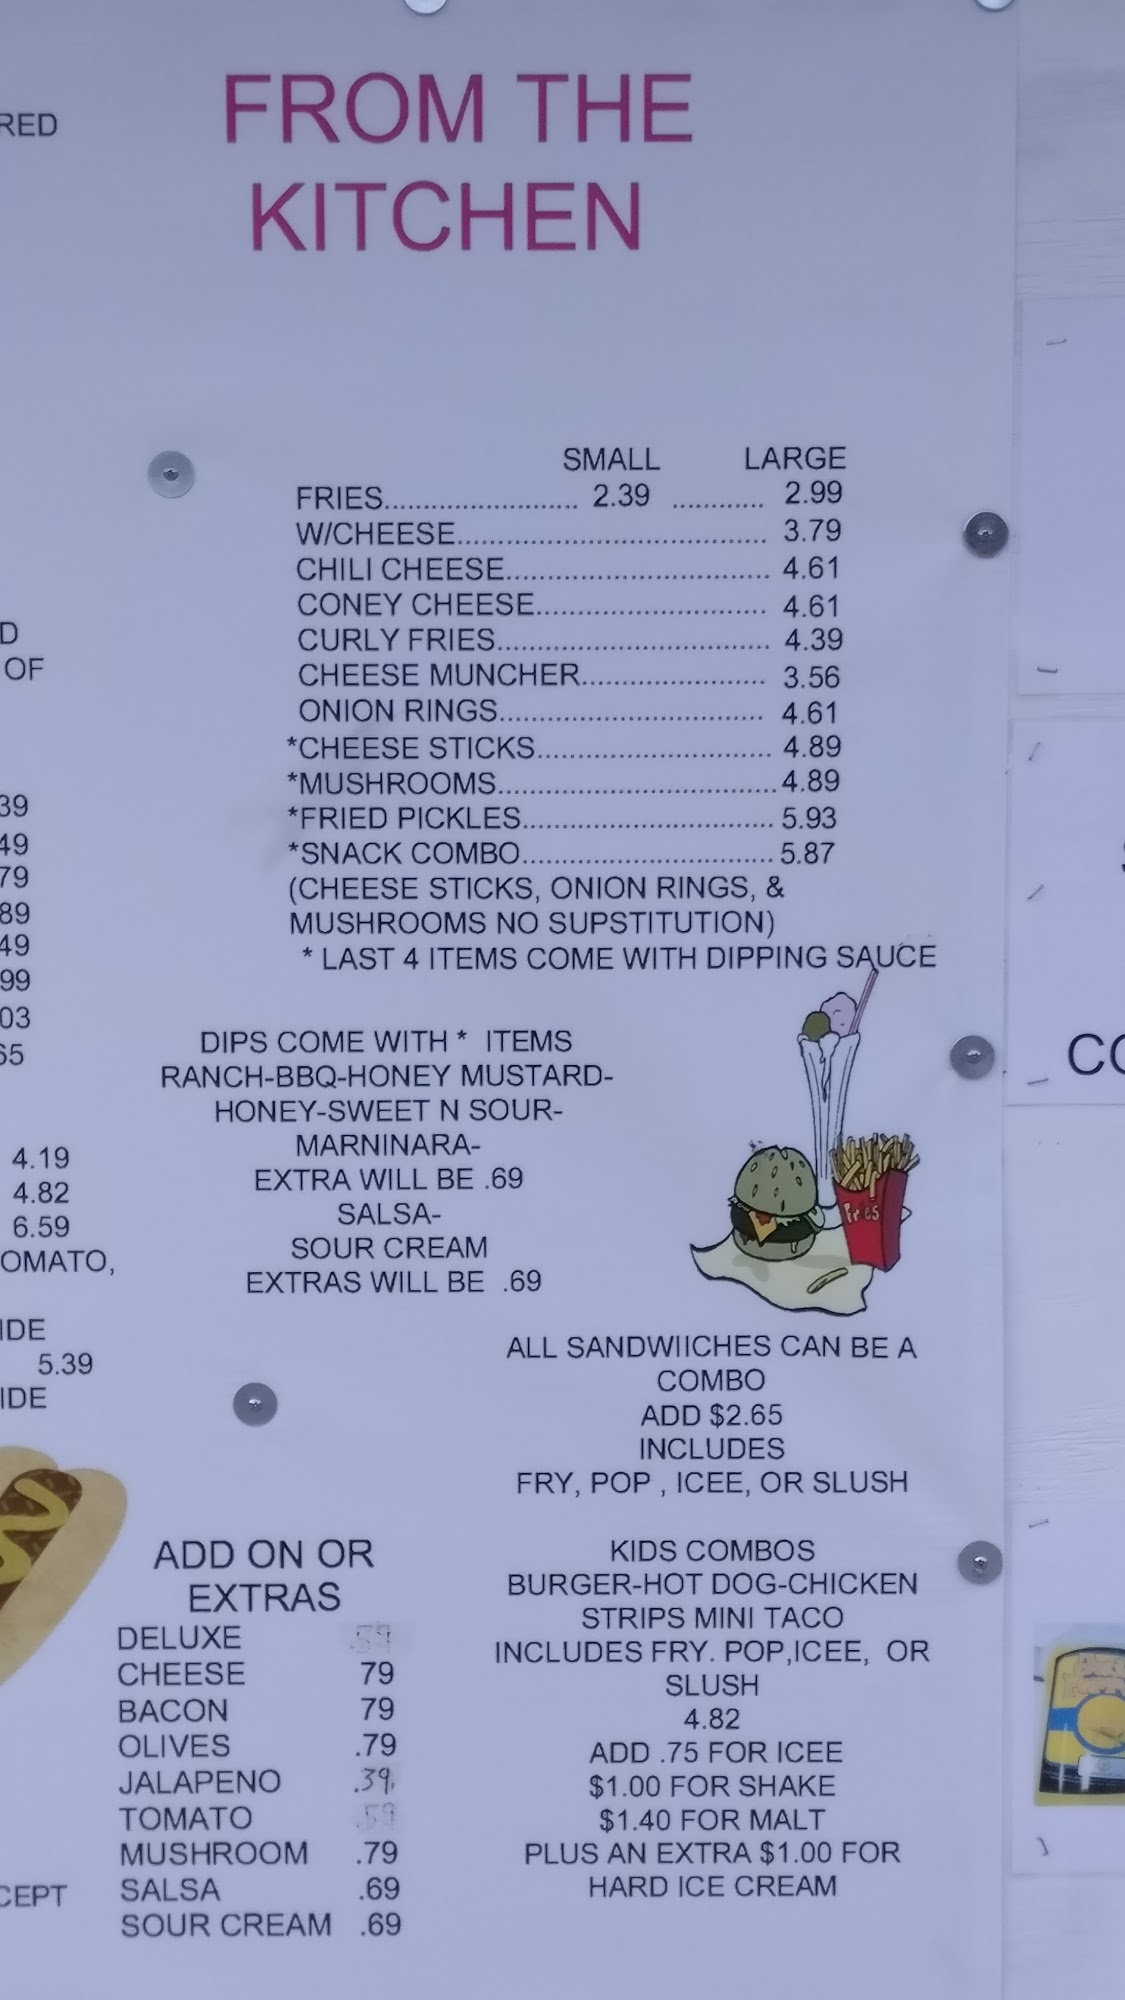 RED
FROM THE
KITCHEN
SMALL LARGE
FRIES........................ 2.39 ............ 2.99
W/CHEESE...................................... 3.79
CHILI CHEESE................................ 4.61
CONEY CHEESE............................ 4.61
CURLY FRIES.................................. 4.39
CHEESE MUNCHER....................... 3.56
ONION RINGS................................. 4.61
*CHEESE STICKS............................. 4.89
*MUSHROOMS.................................. 4.89
*FRIED PICKLES............................... 5.93
*SNACK COMBO............................... 5.87
(CHEESE STICKS, ONION RINGS, &
MUSHROOMS NO SUPSTITUTION)
* LAST 4 ITEMS COME WITH DIPPING SAUCE
D
OF
39
49
79
89
49
99
03
65
4.19
4.82
6.59
OMATO,
IDE
5.39
IDE
DIPS COME WITH * ITEMS
RANCH-BBQ-HONEY MUSTARD-
HONEY-SWEET N SOUR-
MARNINARA-
EXTRA WILL BE .69
SALSA-
SOUR CREAM
EXTRAS WILL BE .69
Fries
ALL SANDWIICHES CAN BE A
COMBO
ADD $2.65
INCLUDES
FRY, POP , ICEE, OR SLUSH
ADD ON OR
EXTRAS
DELUXE .59
CHEESE 79
BACON 79
OLIVES .79
JALAPENO .39
TOMATO .59
MUSHROOM .79
SALSA .69
SOUR CREAM .69
KIDS COMBOS
BURGER-HOT DOG-CHICKEN
STRIPS MINI TACO
INCLUDES FRY. POP,ICEE, OR
SLUSH
4.82
ADD .75 FOR ICEE
$1.00 FOR SHAKE
$1.40 FOR MALT
PLUS AN EXTRA $1.00 FOR
HARD ICE CREAM
CEPT
CO